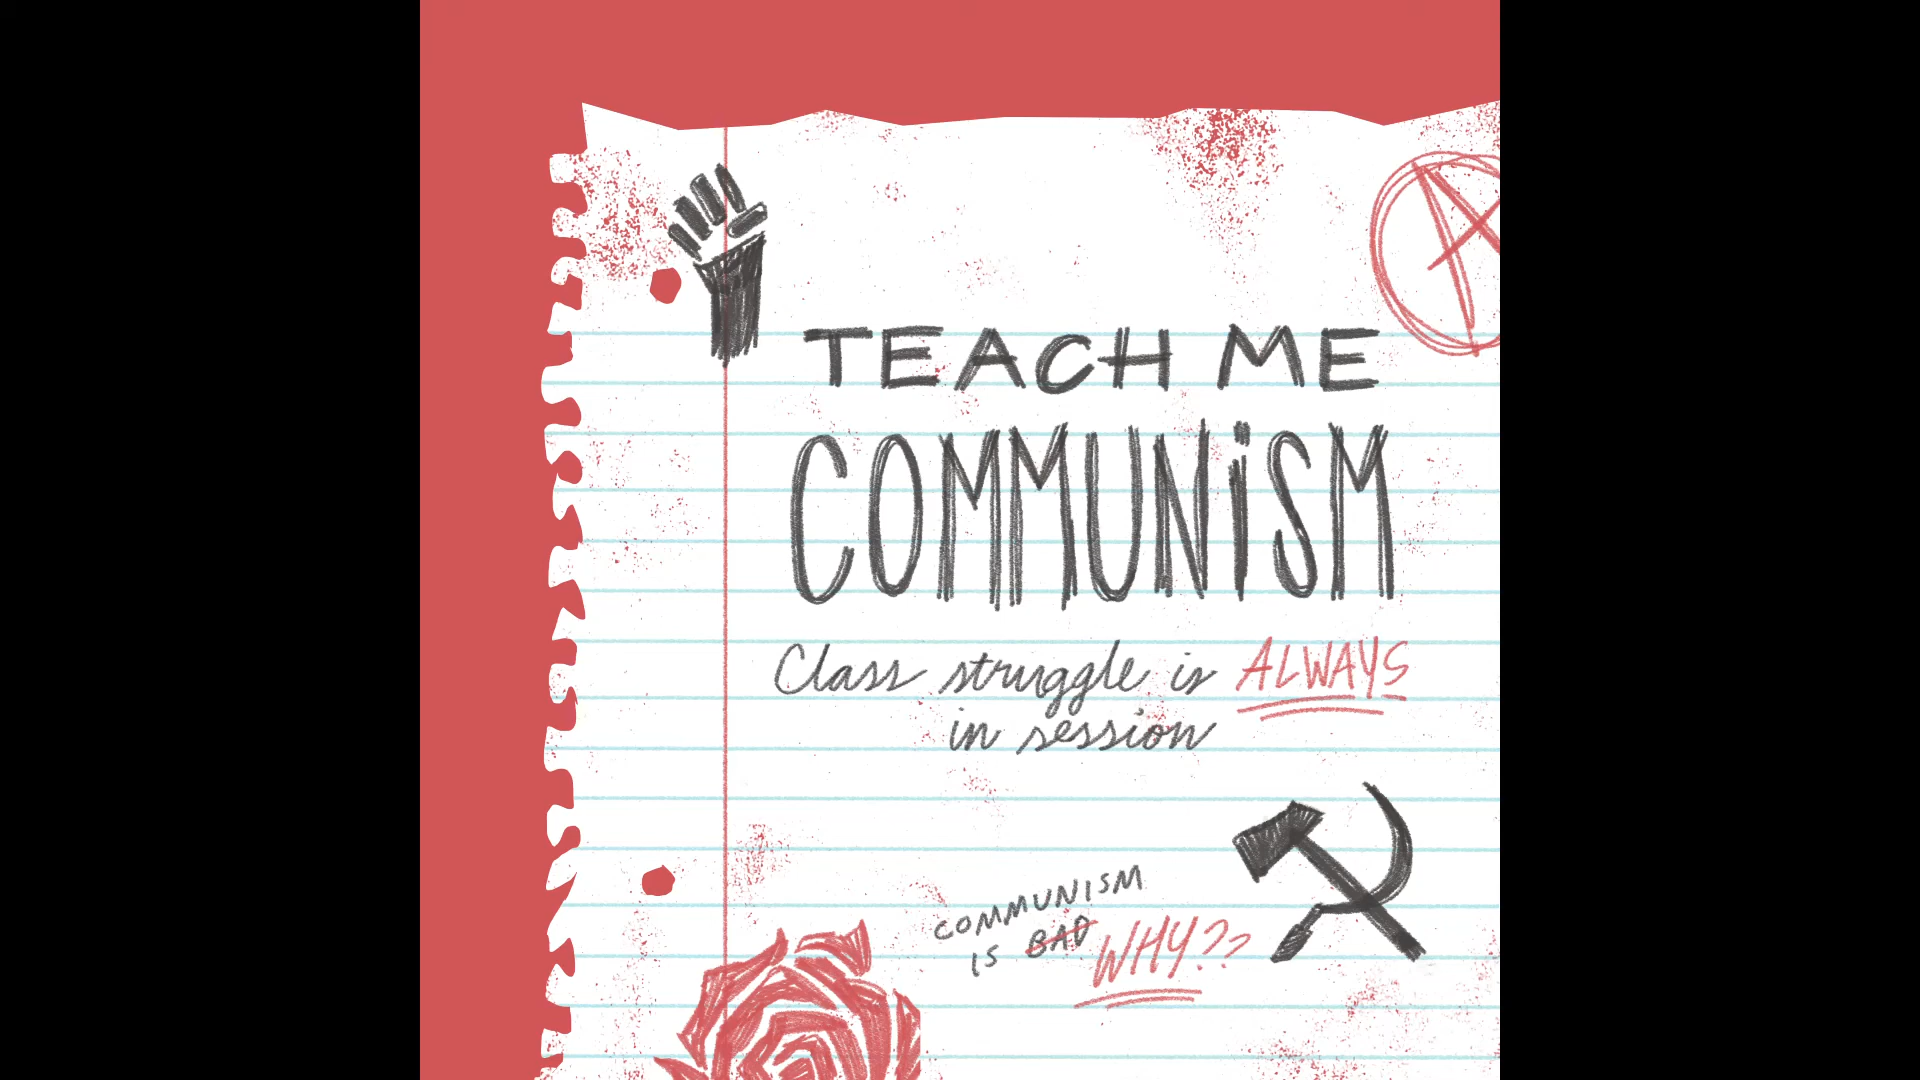 TEACH ME
COMMUNiSM
Class struggle is ALWAYS
in session
COMMUNISM
IS BAD WHY??